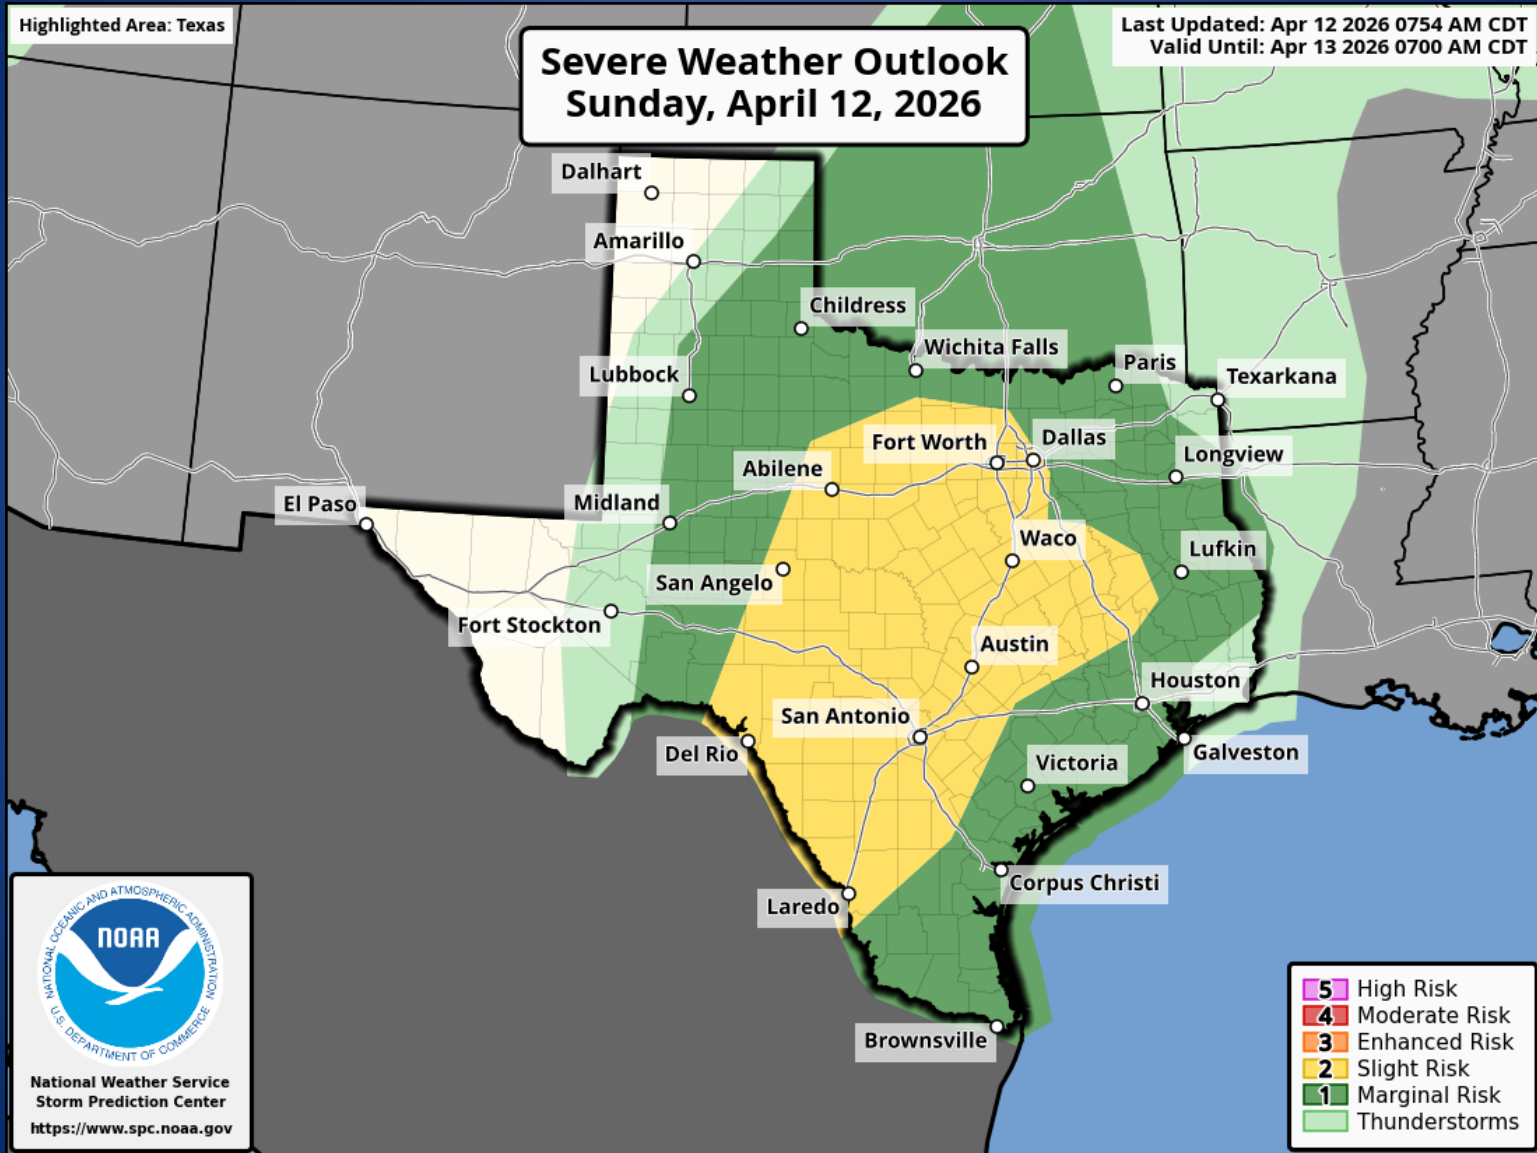 Highlighted Area: Texas
Severe Weather Outlook
Sunday, April 12, 2026
Last Updated: Apr 12 2026 0754 AM CDT
Valid Until: Apr 13 2026 0700 AM CDT
Dalhart
Amarillo
Childress
Wichita Falls
Paris
Texarkana
Lubbock
Fort Worth
Dallas
Longview
Abilene
Midland
El Paso
Waco
Lufkin
San Angelo
Fort Stockton
Austin
Houston
San Antonio
Del Rio
Galveston
Victoria
Corpus Christi
Laredo
Brownsville
NATIONAL OCEANIC AND ATMOSPHERIC ADMINISTRATION
NOAA
U.S. DEPARTMENT OF COMMERCE
National Weather Service
Storm Prediction Center
https://www.spc.noaa.gov
5 High Risk
4 Moderate Risk
3 Enhanced Risk
2 Slight Risk
1 Marginal Risk
Thunderstorms